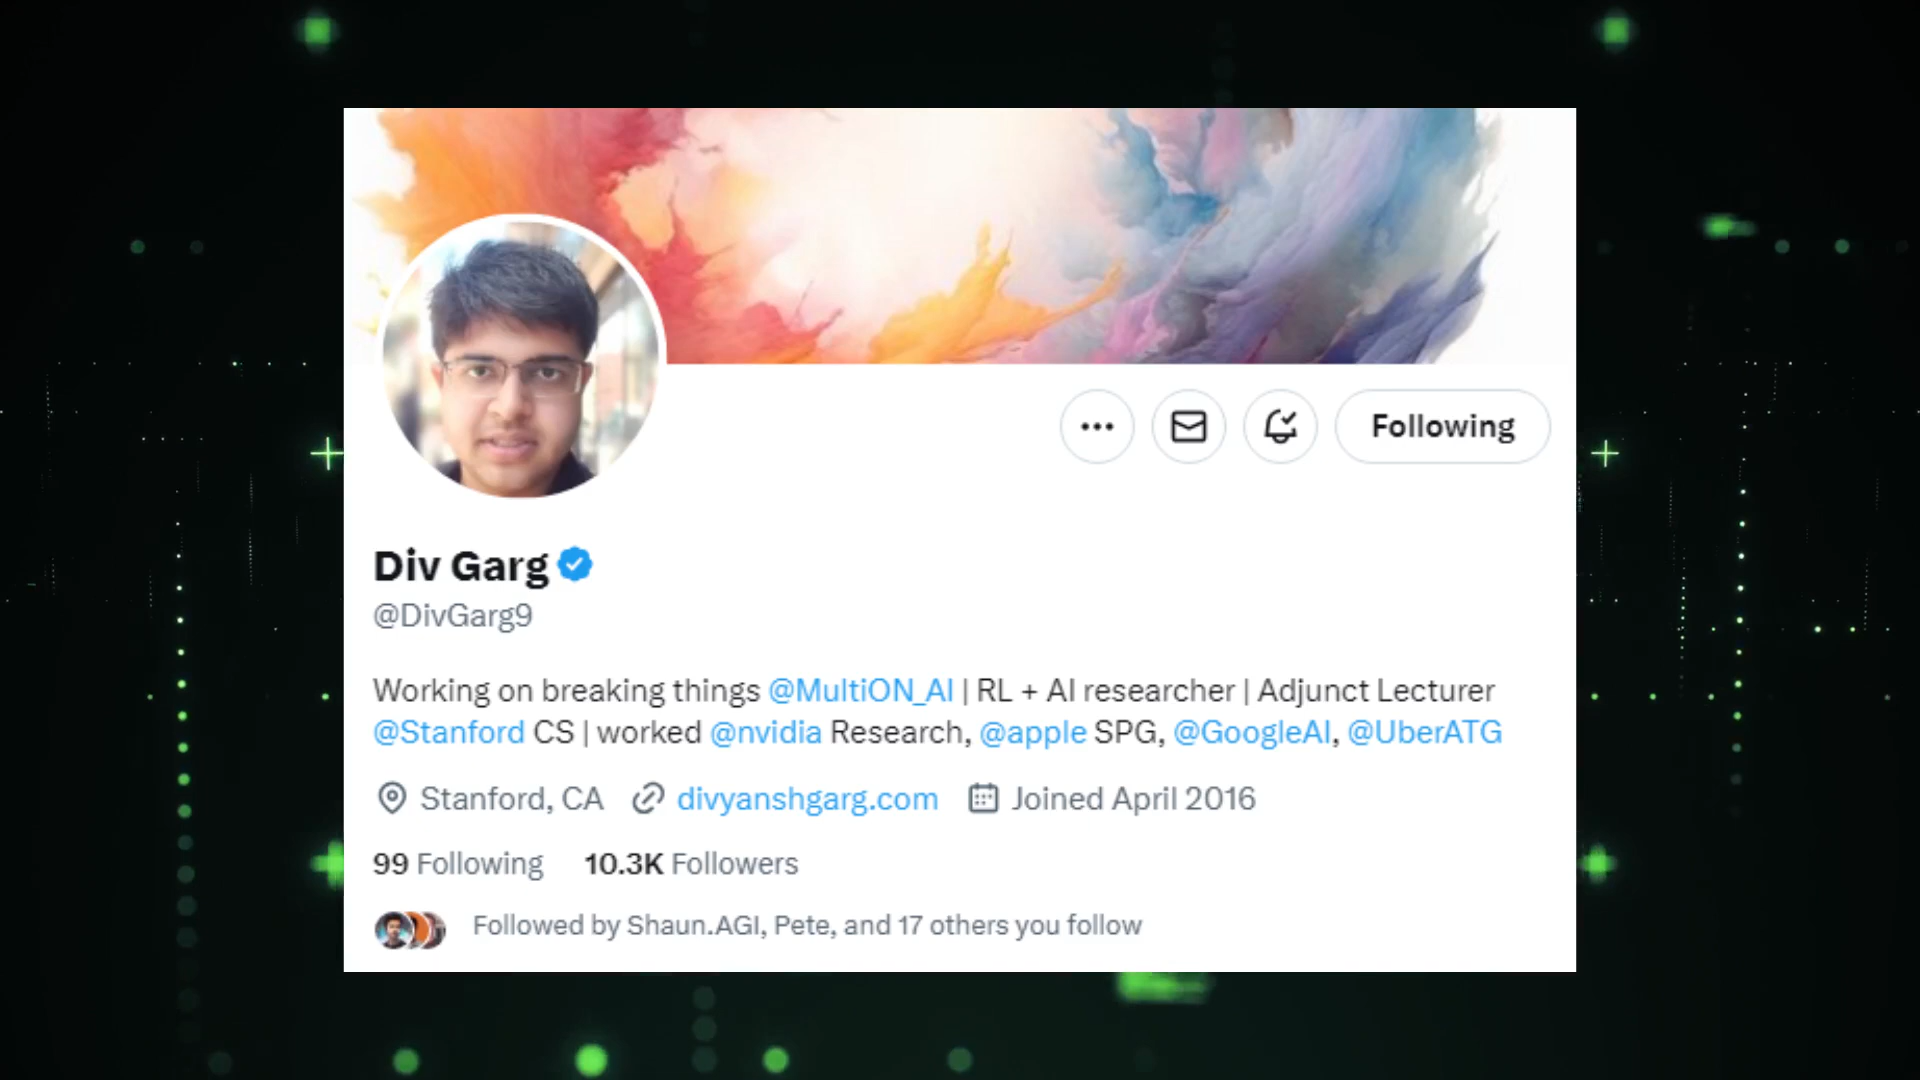 Following
Div Garg
@DivGarg9
Working on breaking things @MultiON_AI | RL + AI researcher | Adjunct Lecturer
@Stanford CS | worked @nvidia Research, @apple SPG, @GoogleAI, @UberATG
Stanford, CA divyanshgarg.com Joined April 2016
99 Following 10.3K Followers
Followed by Shaun.AGI, Pete, and 17 others you follow